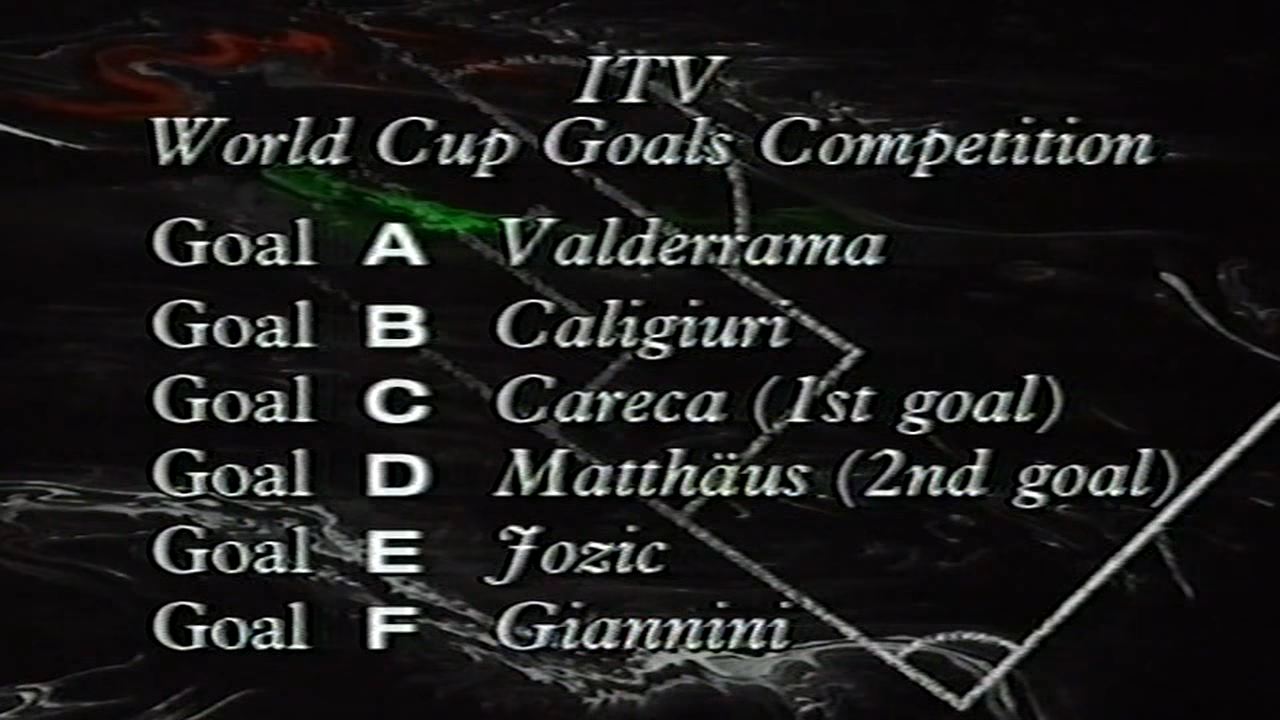 ITV
World Cup Goals Competition
Goal A Valderrama
Goal B Caligiuri
Goal C Careca (1st goal)
Goal D Matthäus (2nd goal)
Goal E Jozic
Goal F Giannini